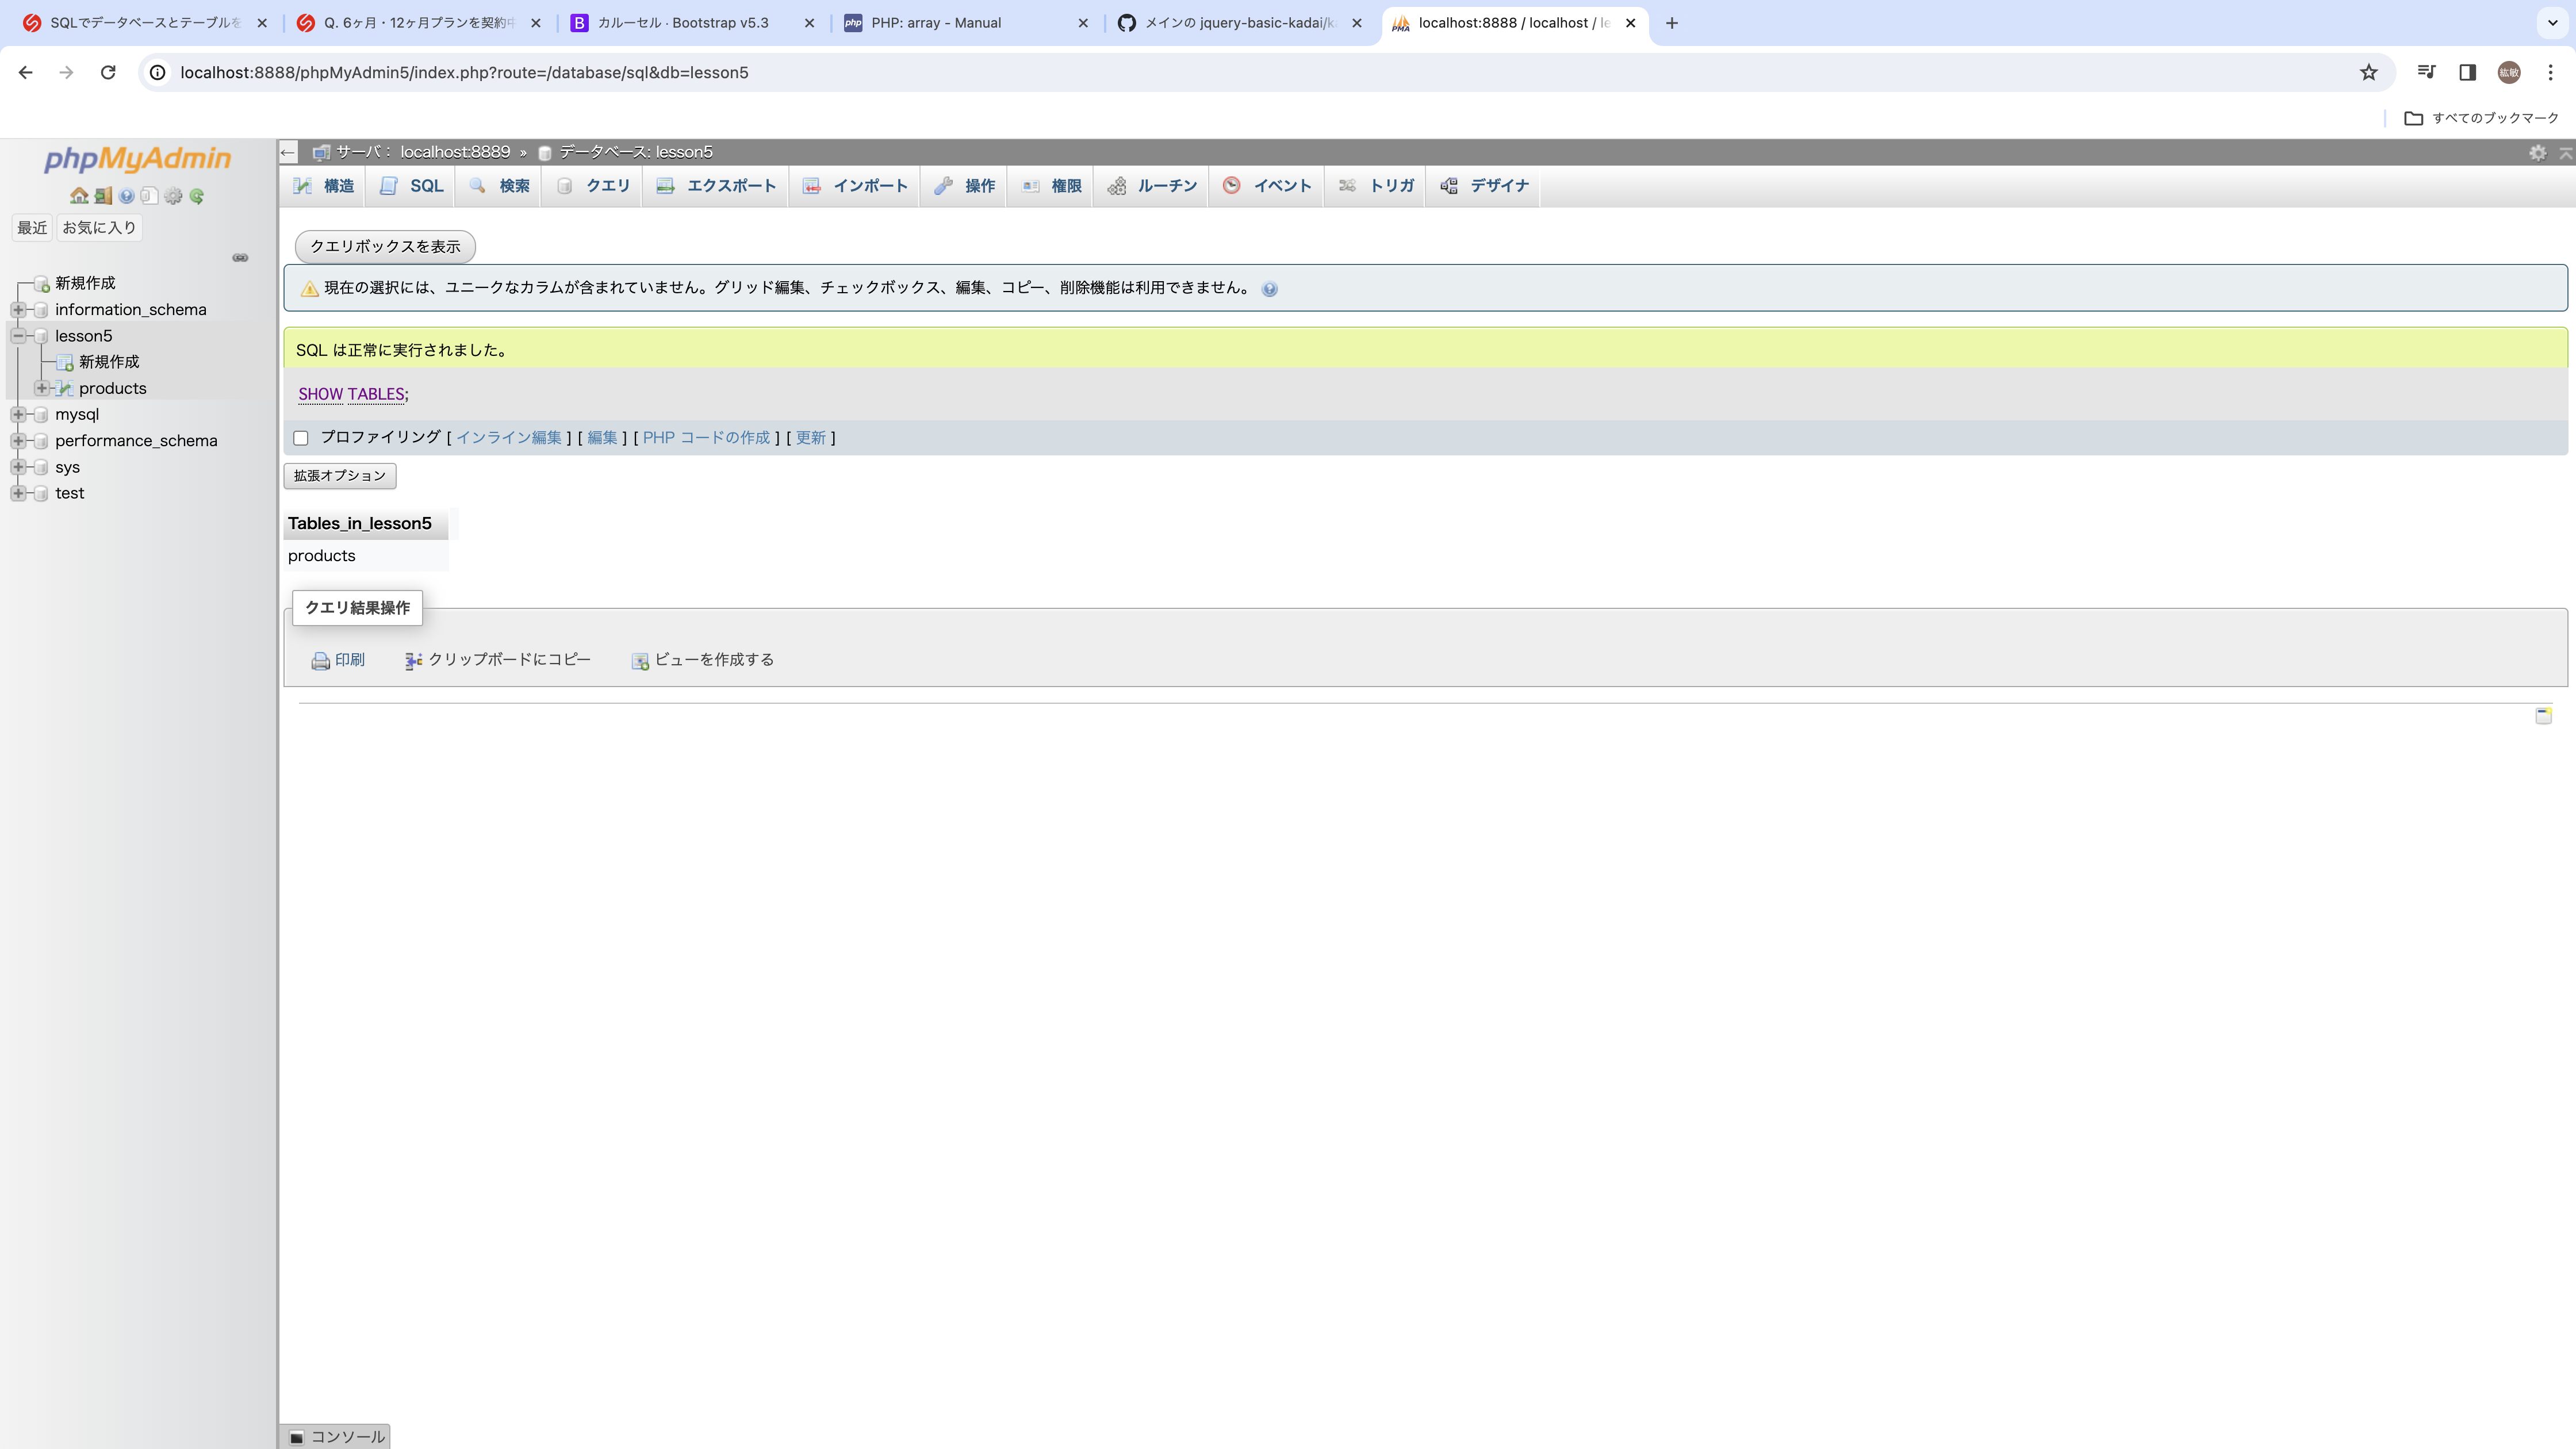 SQLでデータベースとテーブルを
Q. 6ヶ月・12ヶ月プランを契約中
カルーセル · Bootstrap v5.3
PHP: array - Manual
メインの jquery-basic-kadai/k
localhost:8888 / localhost / le
localhost:8888/phpMyAdmin5/index.php?route=/database/sql&db=lesson5
紘敏
すべてのブックマーク
phpMyAdmin
最近 お気に入り
新規作成
information_schema
lesson5
新規作成
products
mysql
performance_schema
sys
test
サーバ： localhost:8889 » データベース: lesson5
構造 SQL 検索 クエリ エクスポート インポート 操作 権限 ルーチン イベント トリガ デザイナ
クエリボックスを表示
現在の選択には、ユニークなカラムが含まれていません。グリッド編集、チェックボックス、編集、コピー、削除機能は利用できません。
SQL は正常に実行されました。
SHOW TABLES;
プロファイリング [ インライン編集 ] [ 編集 ] [ PHP コードの作成 ] [ 更新 ]
拡張オプション
Tables_in_lesson5
products
クエリ結果操作
印刷 クリップボードにコピー ビューを作成する
コンソール